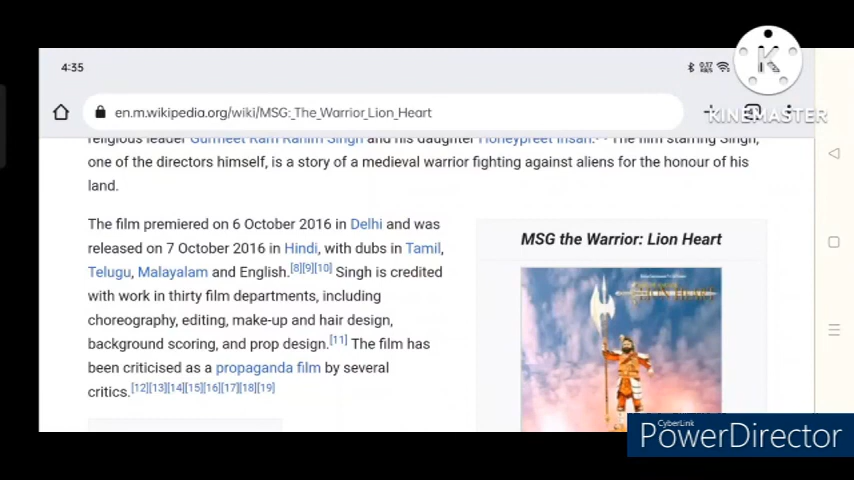 4:35
en.m.wikipedia.org/wiki/MSG:_The_Warrior_Lion_Heart
KINEMASTER
religious leader Gurmeet Ram Rahim Singh and his daughter Honeypreet Insan. The film starring Singh,
one of the directors himself, is a story of a medieval warrior fighting against aliens for the honour of his
land.
The film premiered on 6 October 2016 in Delhi and was
released on 7 October 2016 in Hindi, with dubs in Tamil,
Telugu, Malayalam and English.[8][9][10] Singh is credited
with work in thirty film departments, including
choreography, editing, make-up and hair design,
background scoring, and prop design.[11] The film has
been criticised as a propaganda film by several
critics.[12][13][14][15][16][17][18][19]
MSG the Warrior: Lion Heart
LION HEART
CyberLink
PowerDirector